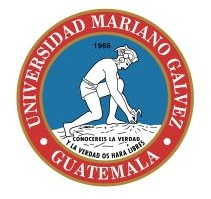 UNIVERSIDAD MARIANO GALVEZ
1966
CONOCEREIS LA VERDAD
Y LA VERDAD OS HARA LIBRES
· GUATEMALA ·